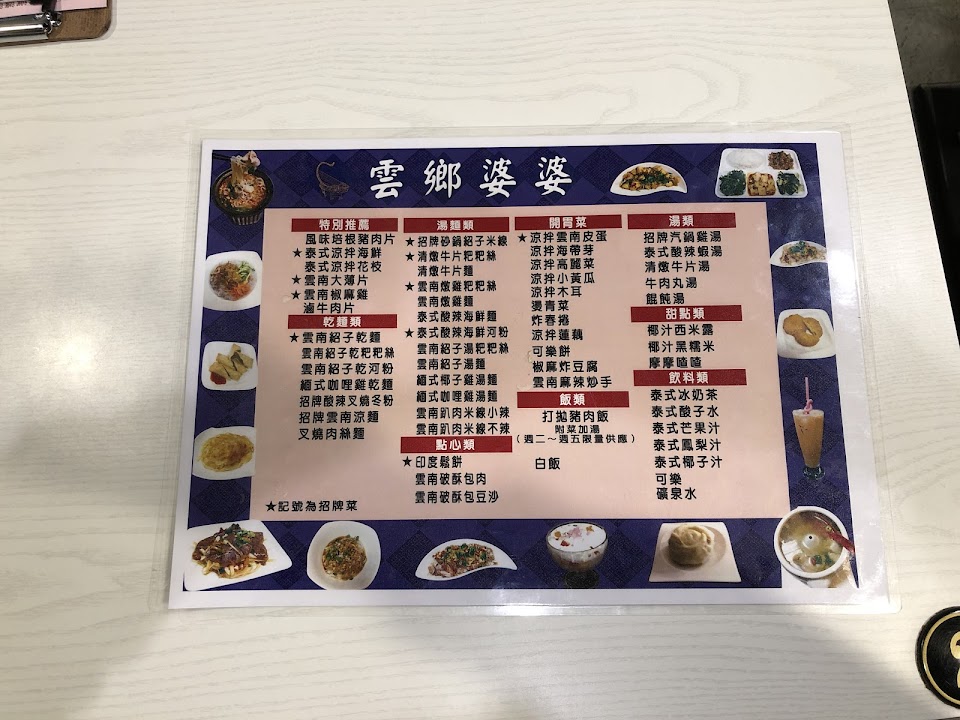 雲鄉婆婆
特別推薦
風味培根豬肉片
★泰式涼拌海鮮
泰式涼拌花枝
★雲南大薄片
★雲南椒麻雞
滷牛肉片
乾麵類
★雲南紹子乾麵
雲南紹子乾粑粑絲
雲南紹子乾河粉
緬式咖哩雞乾麵
招牌酸辣叉燒冬粉
招牌雲南涼麵
叉燒肉絲麵
★記號為招牌菜
湯麵類
★招牌砂鍋紹子米線
★清燉牛片粑粑絲
清燉牛片麵
★雲南燉雞粑粑絲
雲南燉雞麵
泰式酸辣海鮮麵
★泰式酸辣海鮮河粉
雲南紹子湯粑粑絲
雲南紹子湯麵
緬式椰子雞湯麵
緬式咖哩雞湯麵
雲南趴肉米線小辣
雲南趴肉米線不辣
點心類
★印度鬆餅
雲南破酥包肉
雲南破酥包豆沙
開胃菜
★涼拌雲南皮蛋
涼拌海帶芽
涼拌高麗菜
涼拌小黃瓜
涼拌木耳
燙青菜
炸春捲
涼拌蓮藕
可樂餅
椒麻炸豆腐
雲南麻辣炒手
飯類
打拋豬肉飯
附菜加湯
(週二～週五限量供應)
白飯
湯類
招牌汽鍋雞湯
泰式酸辣蝦湯
清燉牛片湯
牛肉丸湯
餛飩湯
甜點類
椰汁西米露
椰汁黑糯米
摩摩喳喳
飲料類
泰式冰奶茶
泰式酸子水
泰式芒果汁
泰式鳳梨汁
泰式椰子汁
可樂
礦泉水